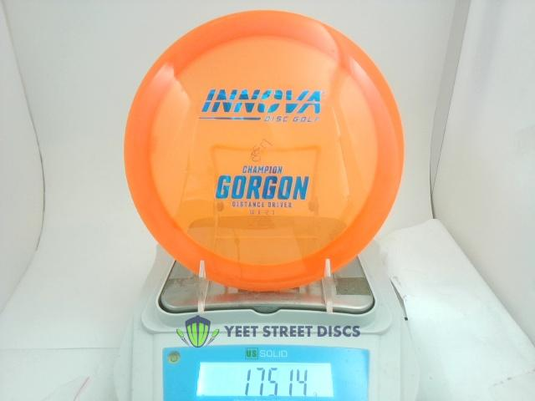 INNOVA
DISC GOLF
CHAMPION
GORGON
DISTANCE DRIVER
YEET STREET DISCS
US SOLID
175.14